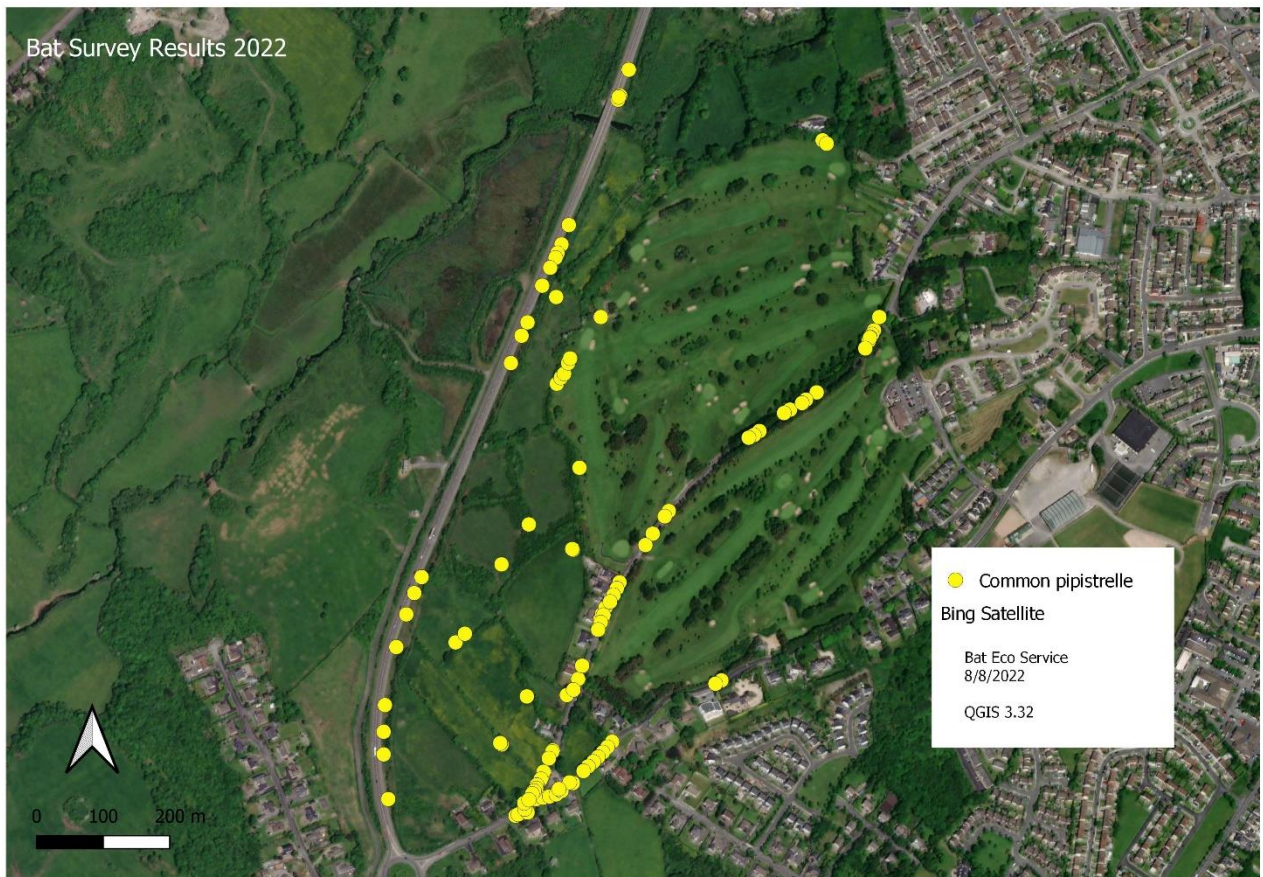 Bat Survey Results 2022
Common pipistrelle
Bing Satellite
Bat Eco Service
8/8/2022
QGIS 3.32
0 100 200 m